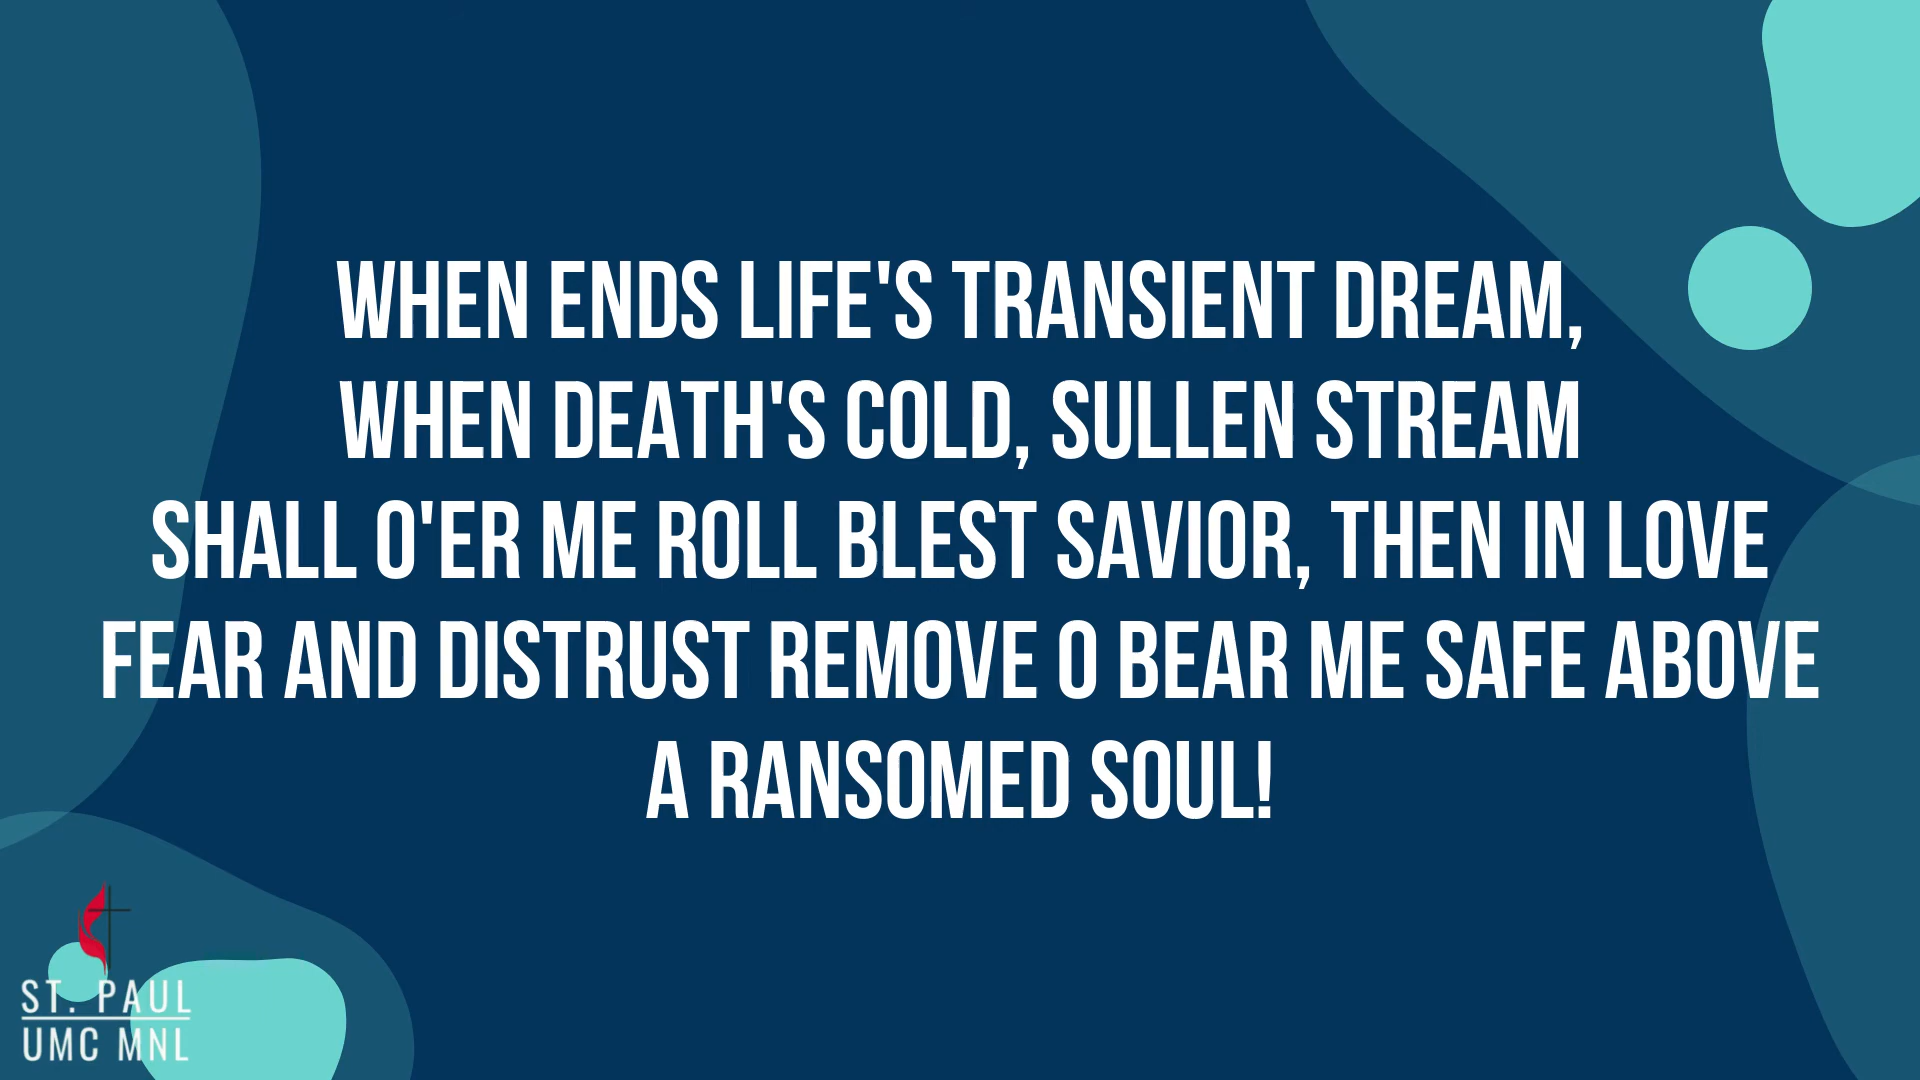 WHEN ENDS LIFE'S TRANSIENT DREAM,
WHEN DEATH'S COLD, SULLEN STREAM
SHALL O'ER ME ROLL BLEST SAVIOR, THEN IN LOVE
FEAR AND DISTRUST REMOVE O BEAR ME SAFE ABOVE
A RANSOMED SOUL!
ST. PAUL
UMC MNL